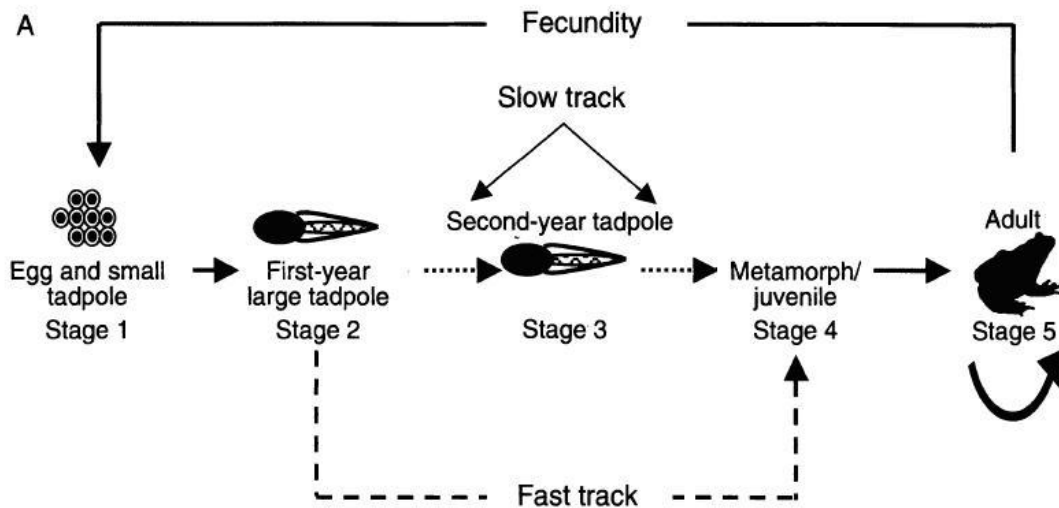 A
Fecundity
Slow track
Second-year tadpole
Adult
Egg and small
tadpole
Stage 1
First-year
large tadpole
Stage 2
Stage 3
Metamorph/
juvenile
Stage 4
Stage 5
Fast track